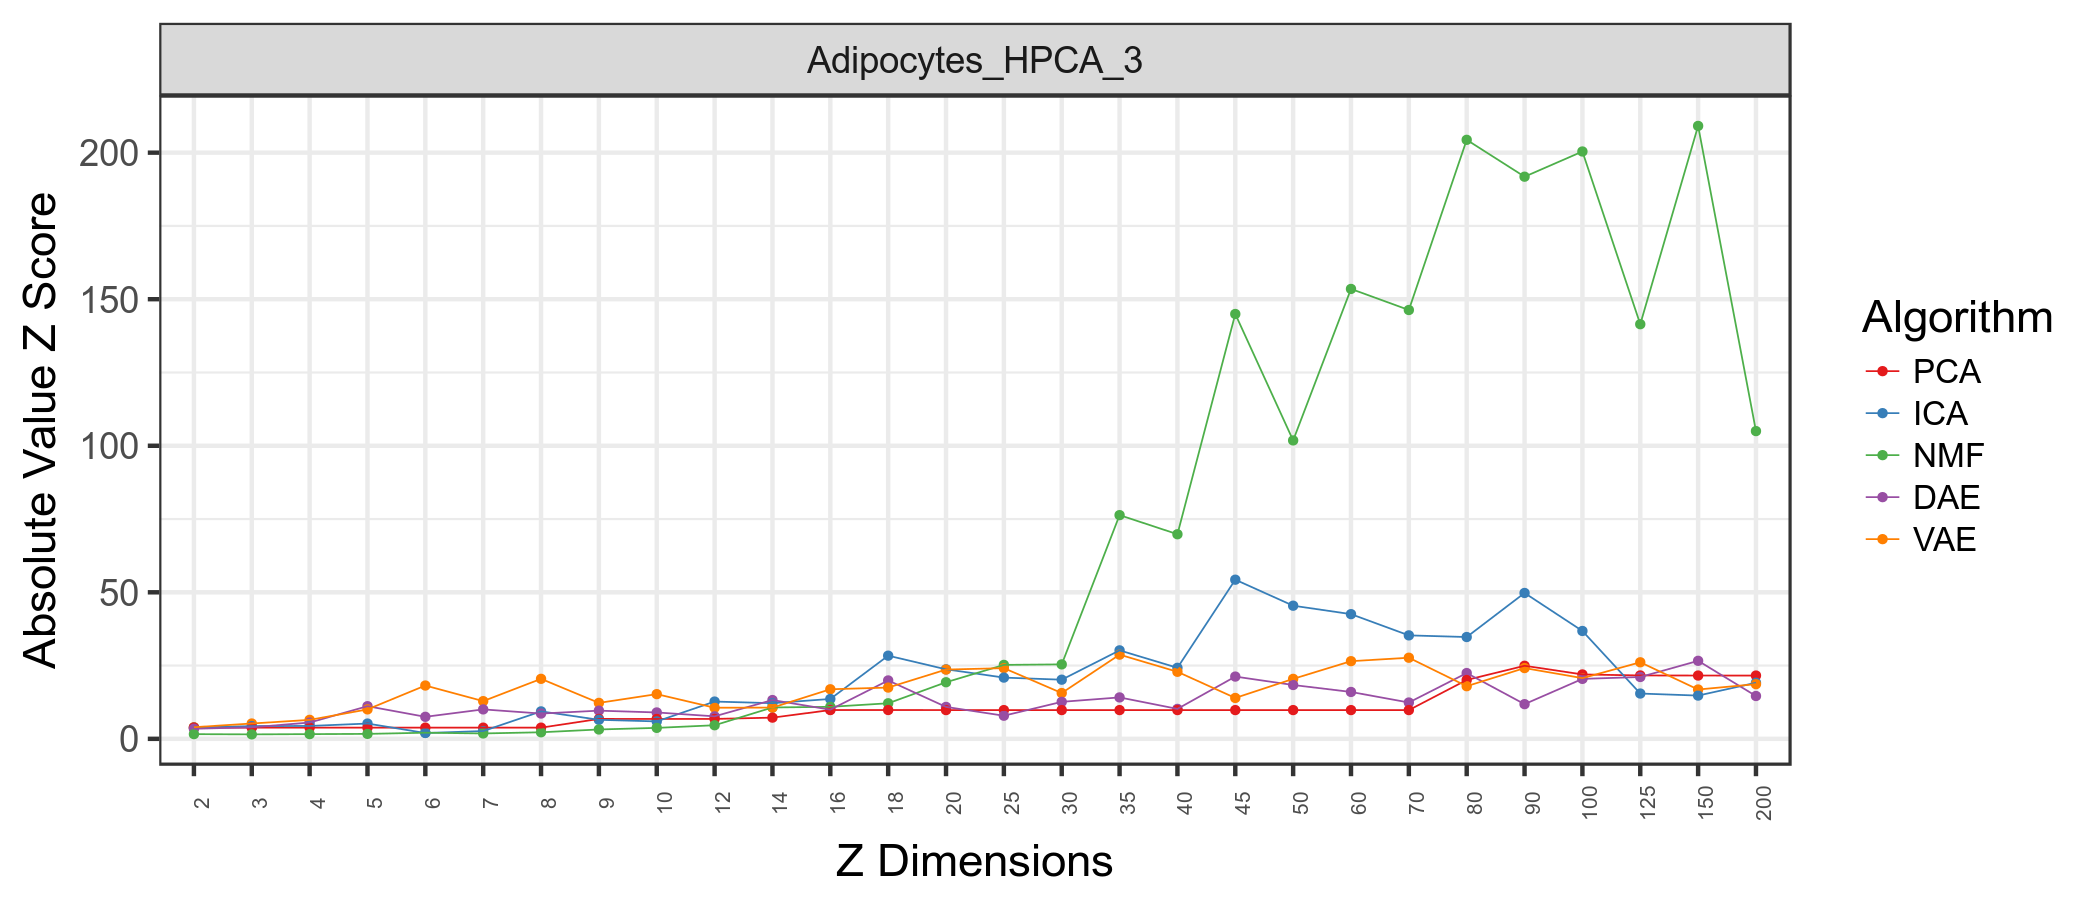 Adipocytes_HPCA_3
Absolute Value Z Score
200
150
100
50
0
2 3 4 5 6 7 8 9 10 12 14 16 18 20 25 30 35 40 45 50 60 70 80 90 100 125 150 200
Z Dimensions
Algorithm
PCA
ICA
NMF
DAE
VAE